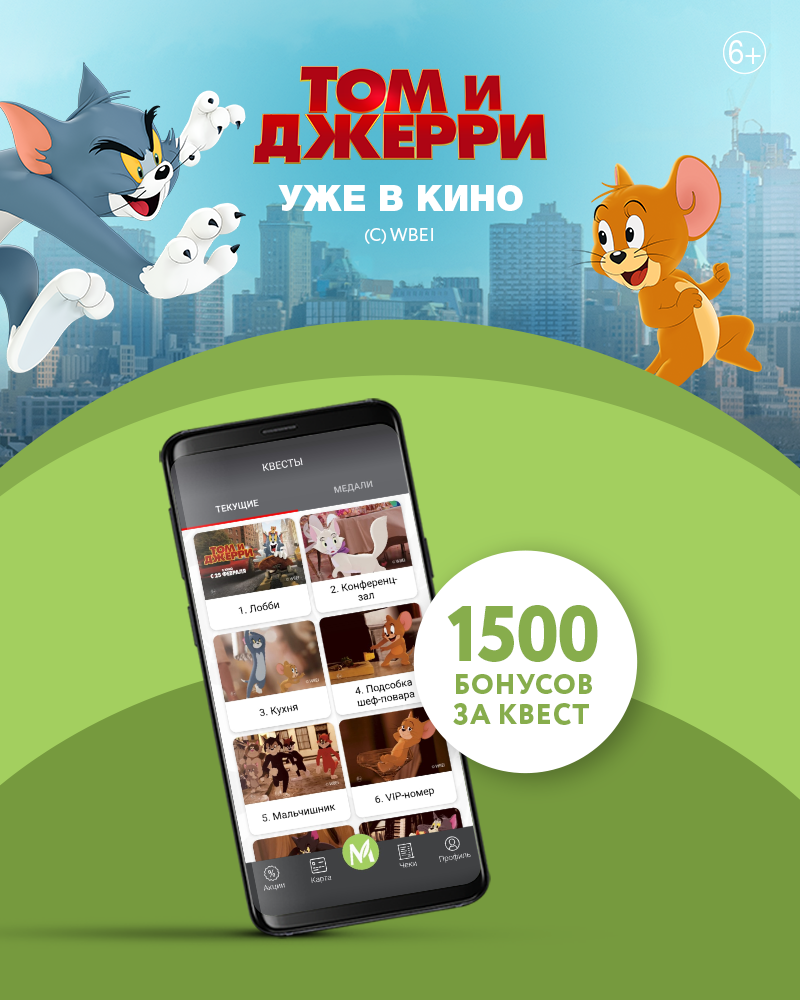 6+
ТОМ И
ДЖЕРРИ
УЖЕ В КИНО
(C) WBEI
КВЕСТЫ
ТЕКУЩИЕ
МЕДАЛИ
ТОМ И
ДЖЕРРИ
В КИНО
С 25 ФЕВРАЛЯ
1. Лобби
2. Конференц-
зал
3. Кухня
4. Подсобка
шеф-повара
5. Мальчишник
6. VIP-номер
Акции
Карта
Чеки
Профиль
1500
БОНУСОВ
ЗА КВЕСТ